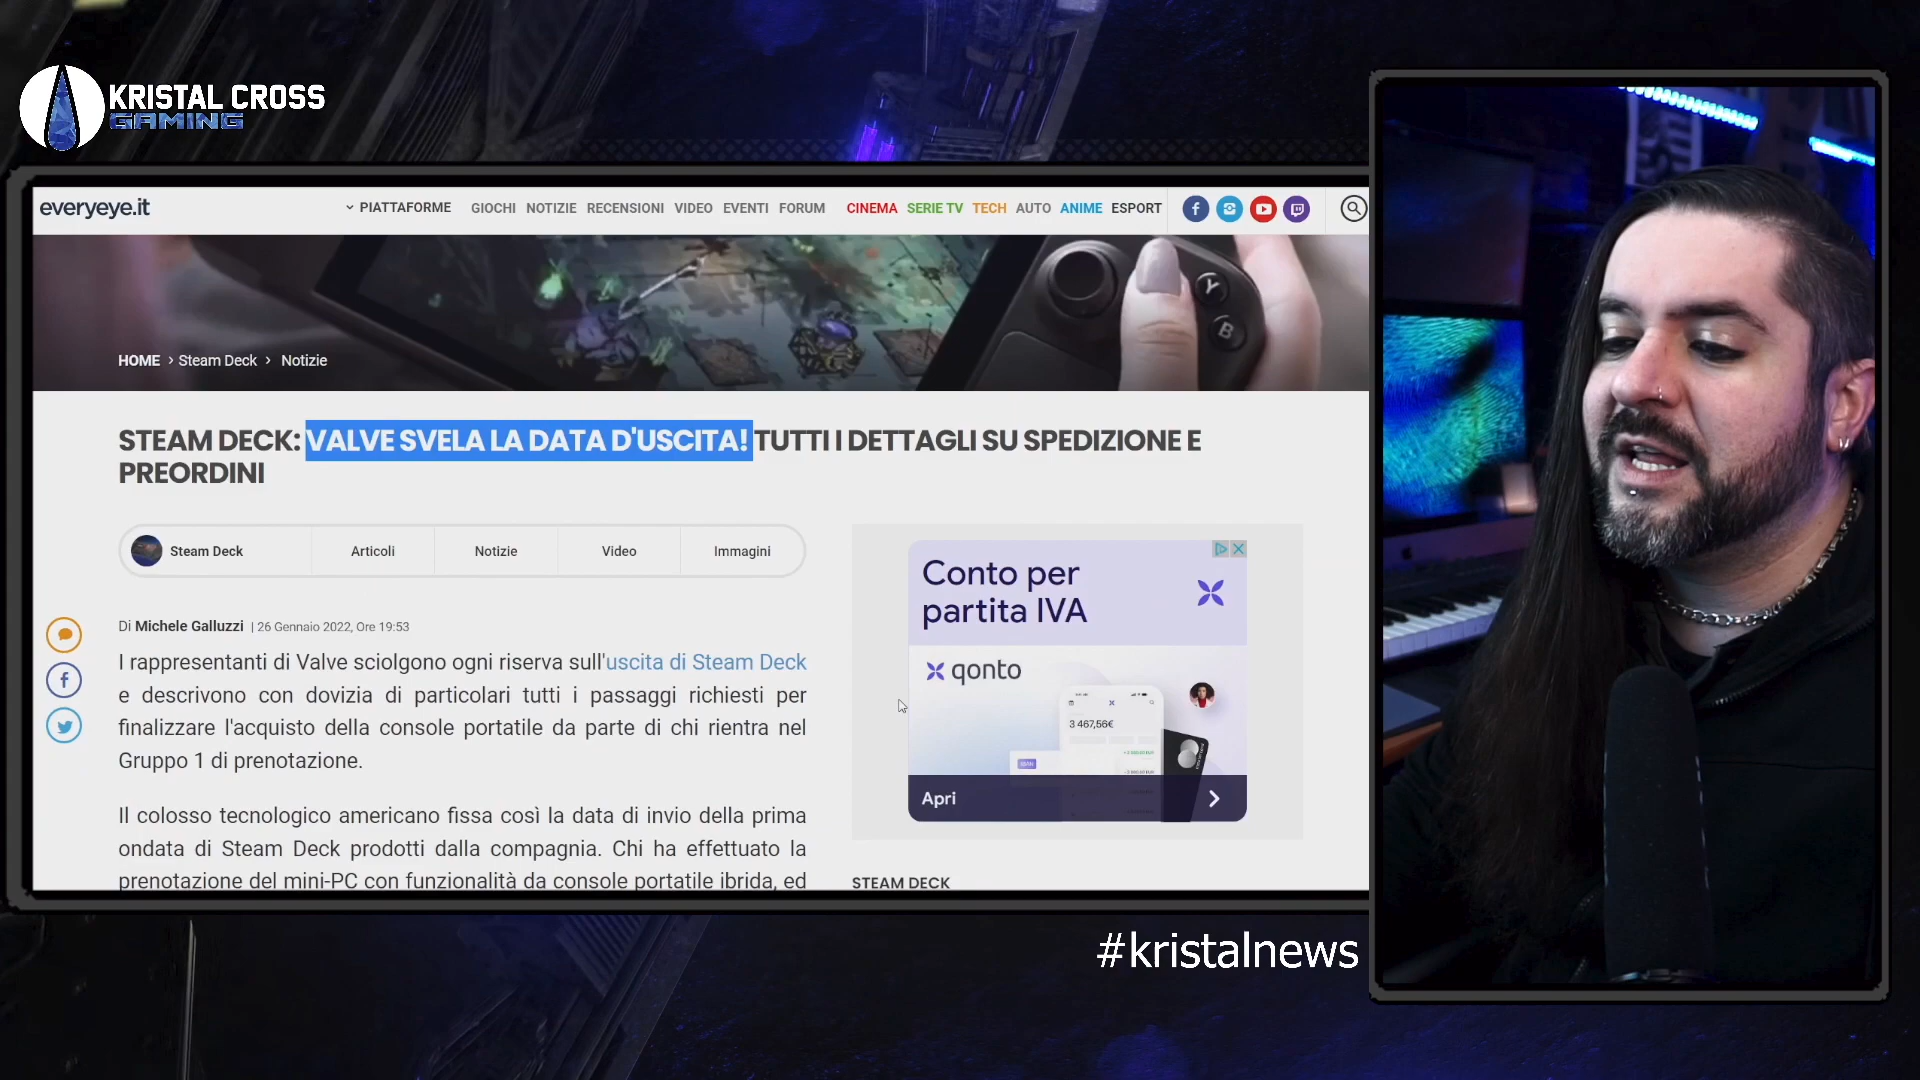 KRISTAL CROSS
GAMING
everyeye.it
PIATTAFORME GIOCHI NOTIZIE RECENSIONI VIDEO EVENTI FORUM CINEMA SERIE TV TECH AUTO ANIME ESPORT
Y
B
HOME › Steam Deck › Notizie
STEAM DECK: VALVE SVELA LA DATA D'USCITA! TUTTI I DETTAGLI SU SPEDIZIONE E
PREORDINI
Steam Deck Articoli Notizie Video Immagini
Di Michele Galluzzi | 26 Gennaio 2022, Ore 19:53
I rappresentanti di Valve sciolgono ogni riserva sull'uscita di Steam Deck
e descrivono con dovizia di particolari tutti i passaggi richiesti per
finalizzare l'acquisto della console portatile da parte di chi rientra nel
Gruppo 1 di prenotazione.
Il colosso tecnologico americano fissa così la data di invio della prima
ondata di Steam Deck prodotti dalla compagnia. Chi ha effettuato la
prenotazione del mini-PC con funzionalità da console portatile ibrida, ed
Conto per
partita IVA
qonto
3 467,56€
Apri
STEAM DECK
#kristalnews